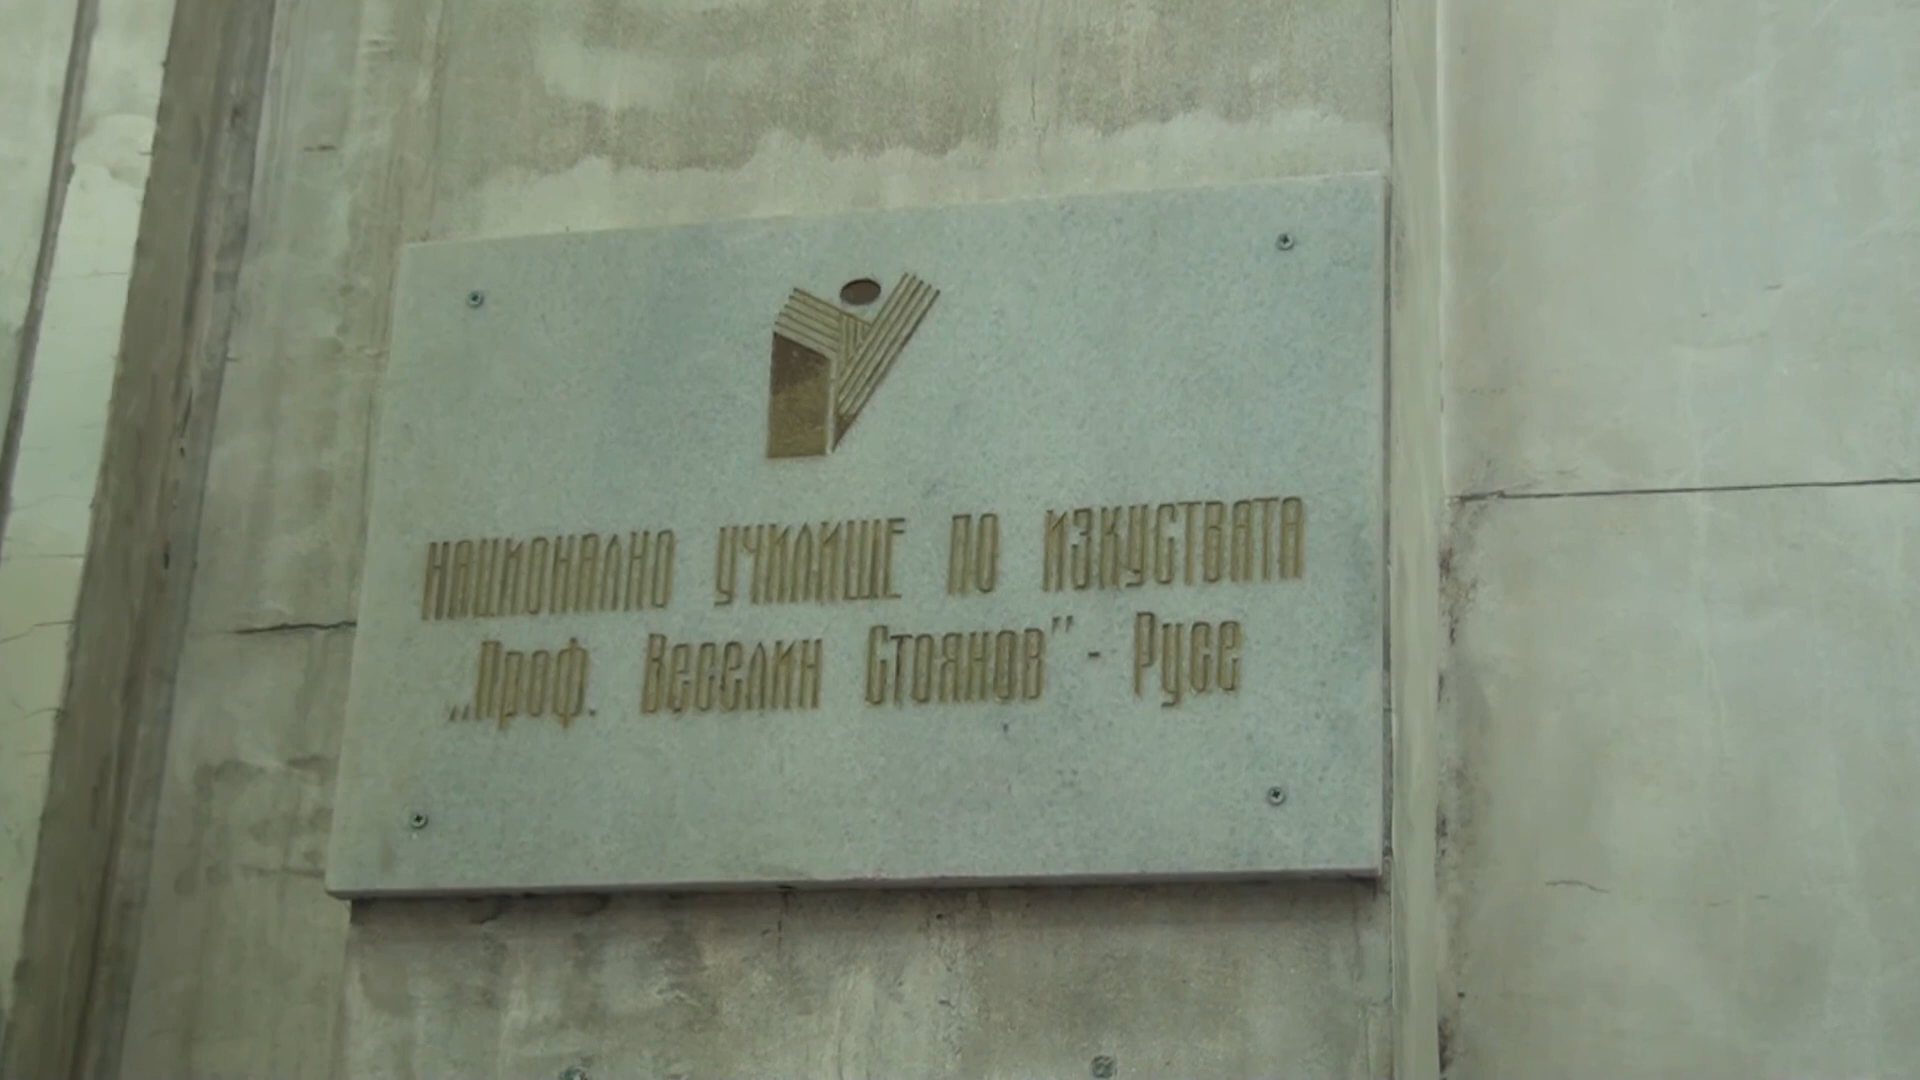 НАЦИОНАЛНО УЧИЛИЩЕ ПО ИЗКУСТВАТА
„Проф. Веселин Стоянов" - Русе